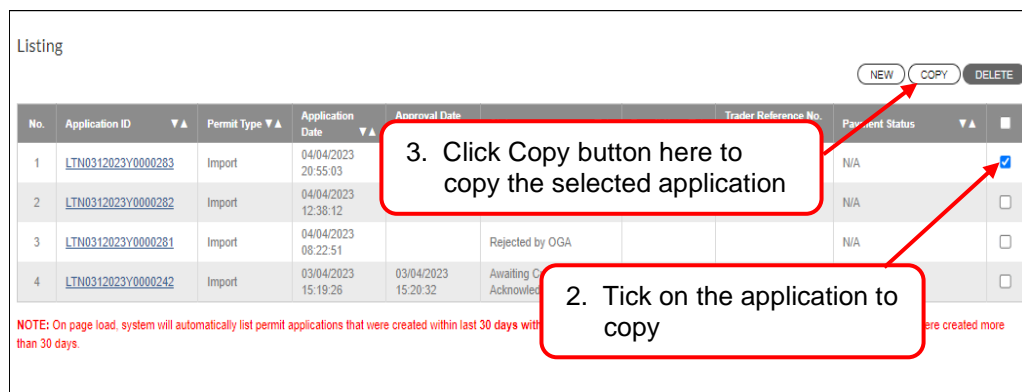 Listing
NEW COPY DELETE
No. Application ID ▼▲ Permit Type ▼▲ Application Date ▼▲ Approval Date Trader Reference No. Status ▼▲
1 LTN0312023Y0000283 Import 04/04/2023 20:55:03 N/A
2 LTN0312023Y0000282 Import 04/04/2023 12:38:12 N/A
3 LTN0312023Y0000281 Import 04/04/2023 08:22:51 Rejected by OGA N/A
4 LTN0312023Y0000242 Import 03/04/2023 15:19:26 03/04/2023 15:20:32 Awaiting
3. Click Copy button here to
copy the selected application
2. Tick on the application to
copy
NOTE: On page load, system will automatically list permit applications that were created within last 30 days created more
than 30 days.